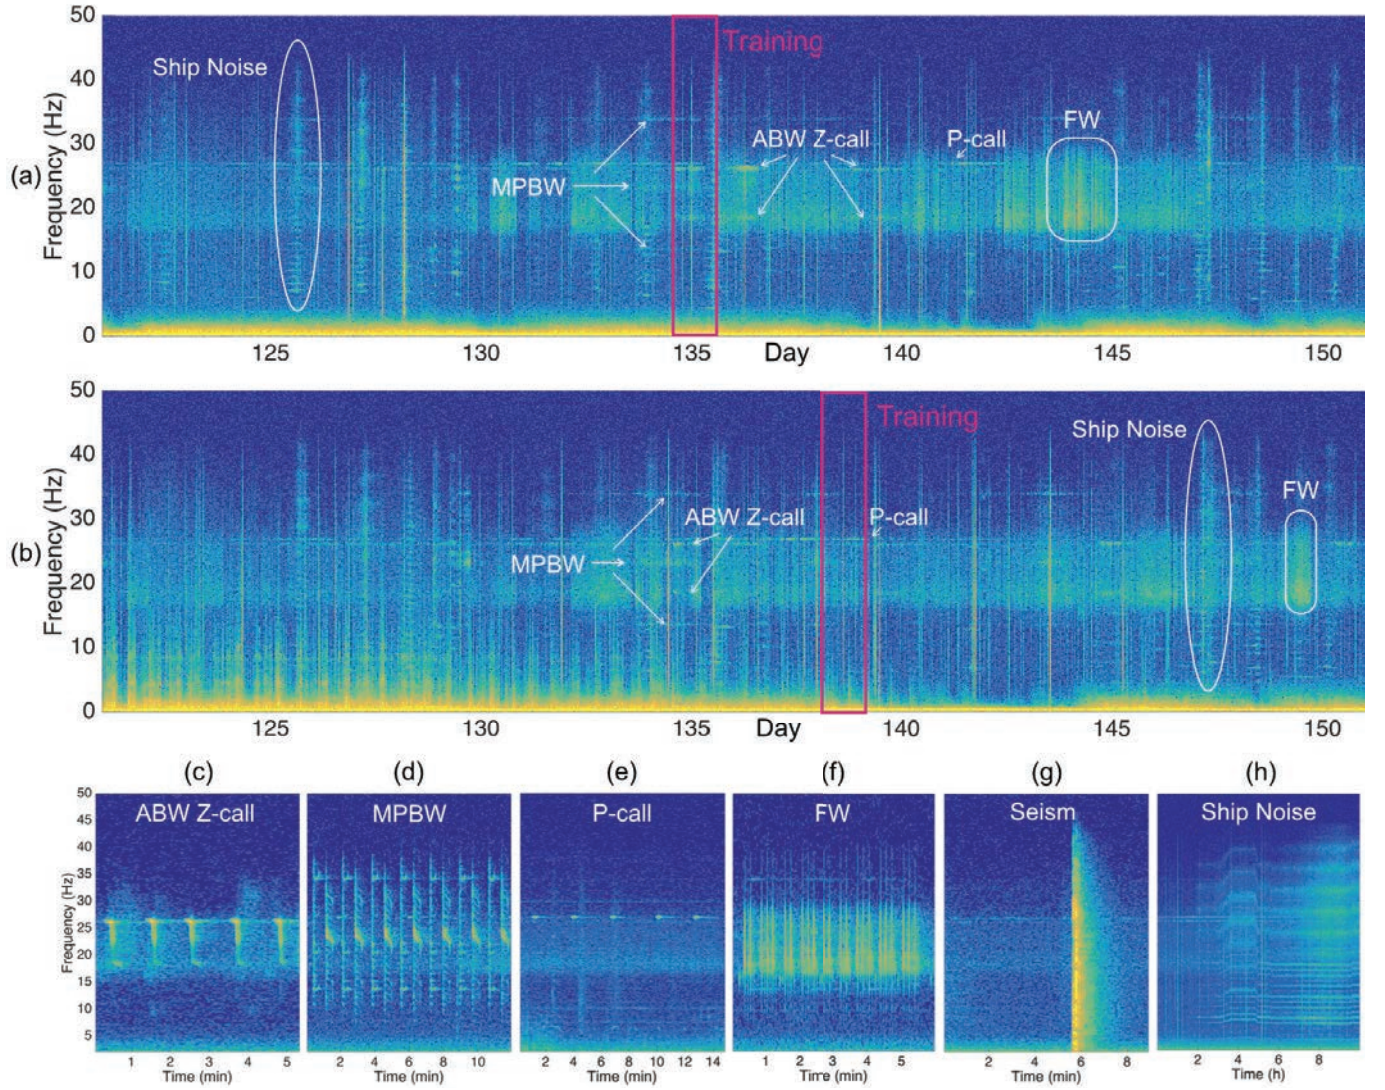 50
40
30
20
10
0
Frequency (Hz)
(a)
Ship Noise
Training
MPBW
ABW Z-call
P-call
FW
125
130
135
Day
140
145
150
50
40
30
20
10
0
Frequency (Hz)
(b)
Training
Ship Noise
MPBW
ABW Z-call
P-call
FW
125
130
135
Day
140
145
150
(c)
(d)
(e)
(f)
(g)
(h)
50
45
40
35
30
25
20
15
10
5
Frequency (Hz)
ABW Z-call
MPBW
P-call
FW
Seism
Ship Noise
1 2 3 4 5
Time (min)
2 4 6 8 10
Time (min)
2 4 6 8 10 12 14
Time (min)
1 2 3 4 5
Time (min)
2 4 6 8
Time (min)
2 4 6 8
Time (h)